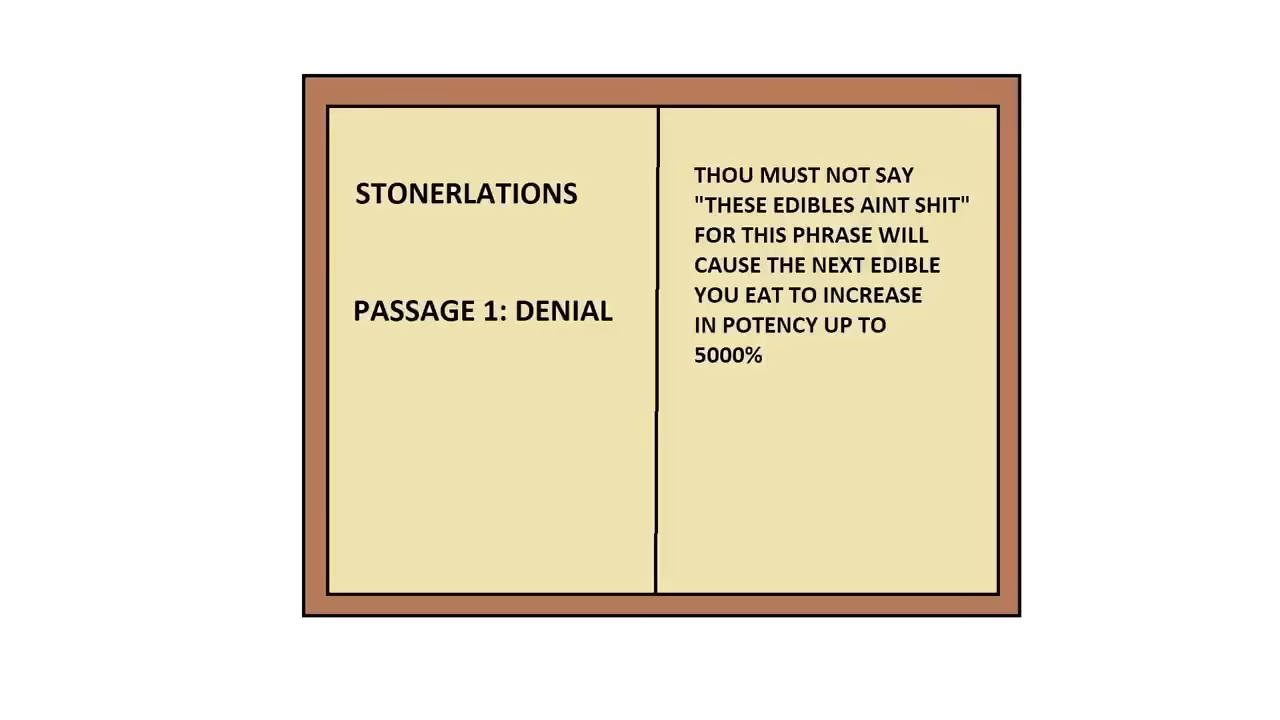 STONERLATIONS
PASSAGE 1: DENIAL
THOU MUST NOT SAY
"THESE EDIBLES AINT SHIT"
FOR THIS PHRASE WILL
CAUSE THE NEXT EDIBLE
YOU EAT TO INCREASE
IN POTENCY UP TO
5000%